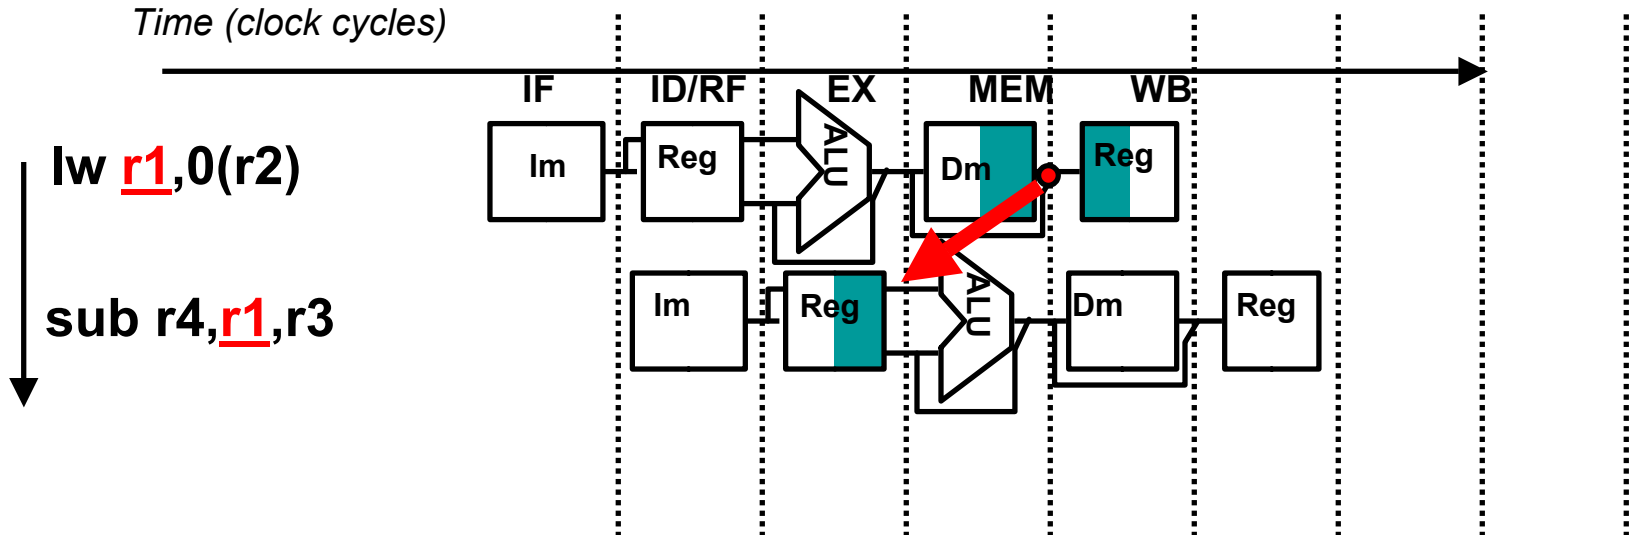 Time (clock cycles)
IF ID/RF EX MEM WB
lw r1,0(r2) Im Reg ALU Dm Reg
sub r4,r1,r3 Im Reg ALU Dm Reg